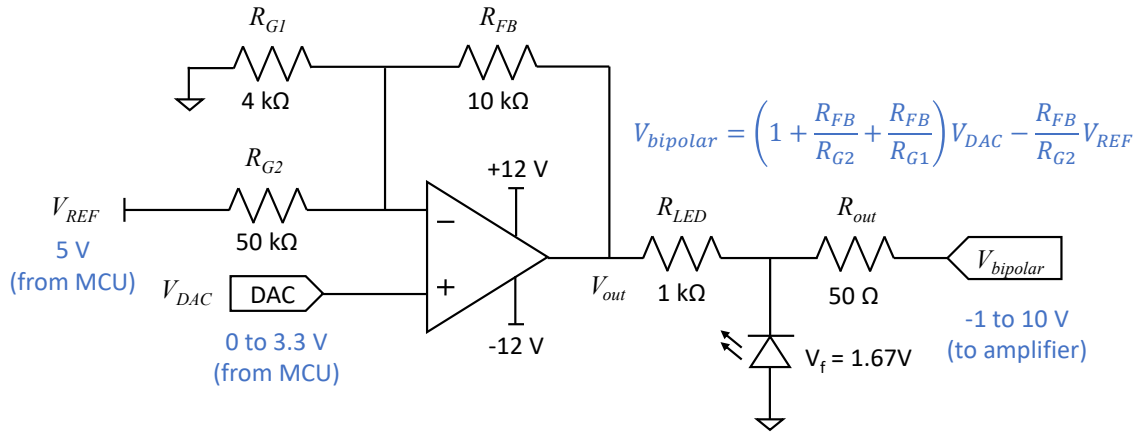 R_G1
4 kΩ
R_FB
10 kΩ
V_bipolar = (1 + R_FB/R_G2 + R_FB/R_G1) V_DAC − R_FB/R_G2 V_REF
R_G2
50 kΩ
V_REF
5 V
(from MCU)
+12 V
−
+
-12 V
V_DAC
DAC
0 to 3.3 V
(from MCU)
V_out
R_LED
1 kΩ
R_out
50 Ω
V_bipolar
-1 to 10 V
(to amplifier)
V_f = 1.67V